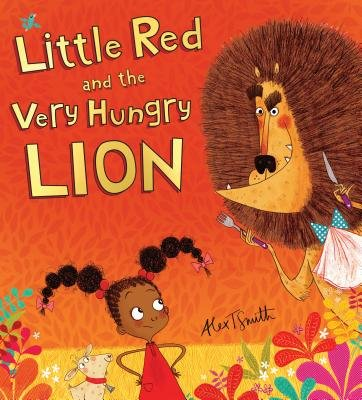 Little Red
and the
Very Hungry
LION
Alex T. Smith